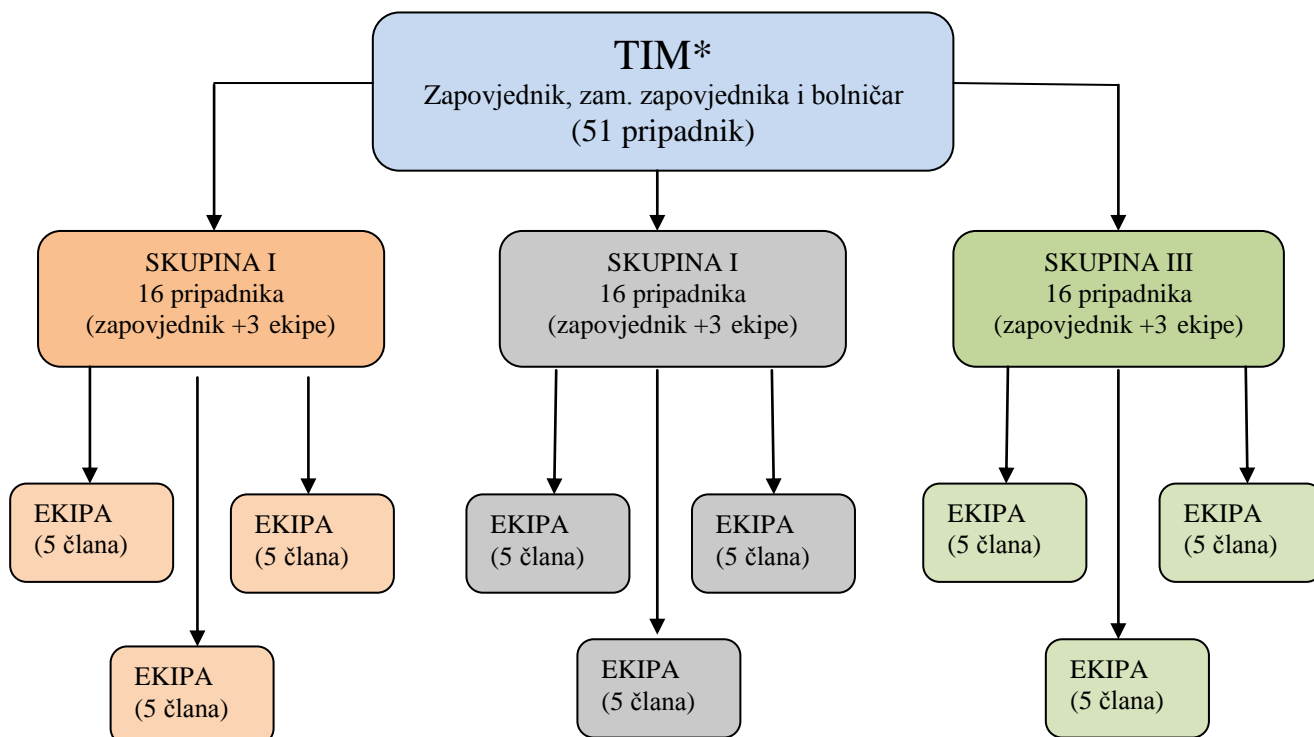 TIM*
Zapovjednik, zam. zapovjednika i bolničar
(51 pripadnik)
SKUPINA I
16 pripadnika
(zapovjednik +3 ekipe)
SKUPINA I
16 pripadnika
(zapovjednik +3 ekipe)
SKUPINA III
16 pripadnika
(zapovjednik +3 ekipe)
EKIPA
(5 člana)
EKIPA
(5 člana)
EKIPA
(5 člana)
EKIPA
(5 člana)
EKIPA
(5 člana)
EKIPA
(5 člana)
EKIPA
(5 člana)
EKIPA
(5 člana)
EKIPA
(5 člana)